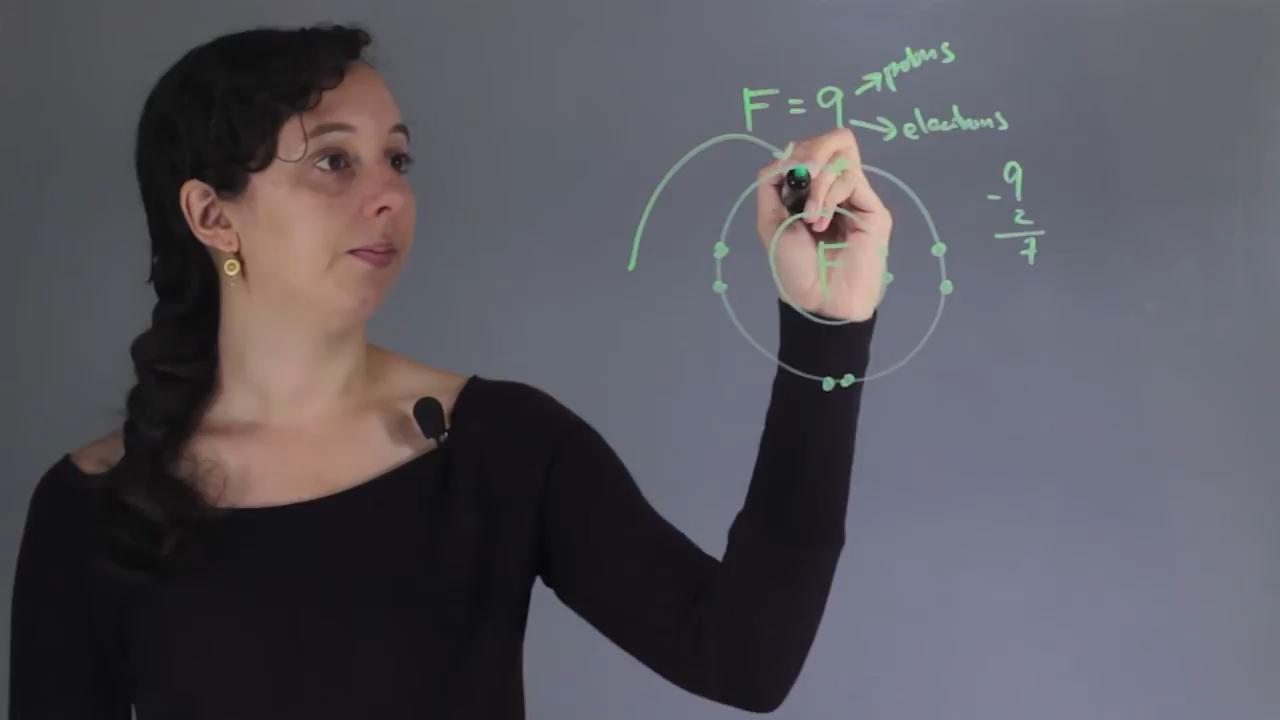 F = 9
protons
electrons
9
- 2
7
F